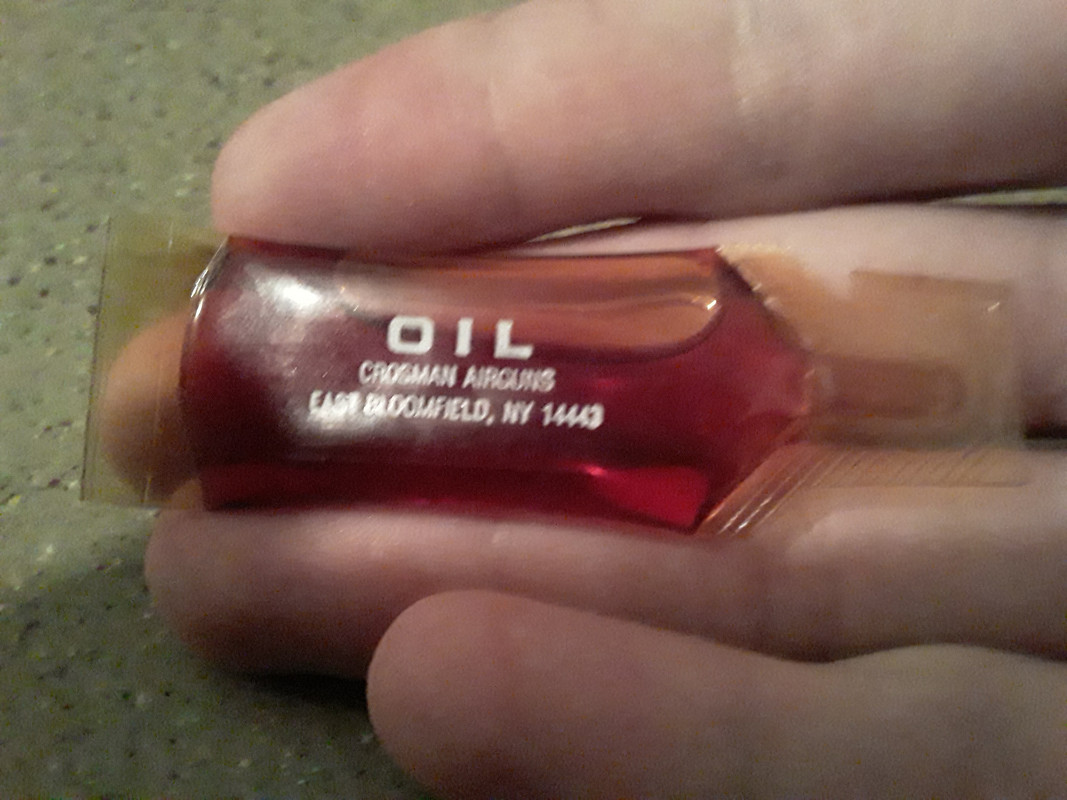 OIL
CROSMAN AIRGUNS
EAST BLOOMFIELD, NY 14443